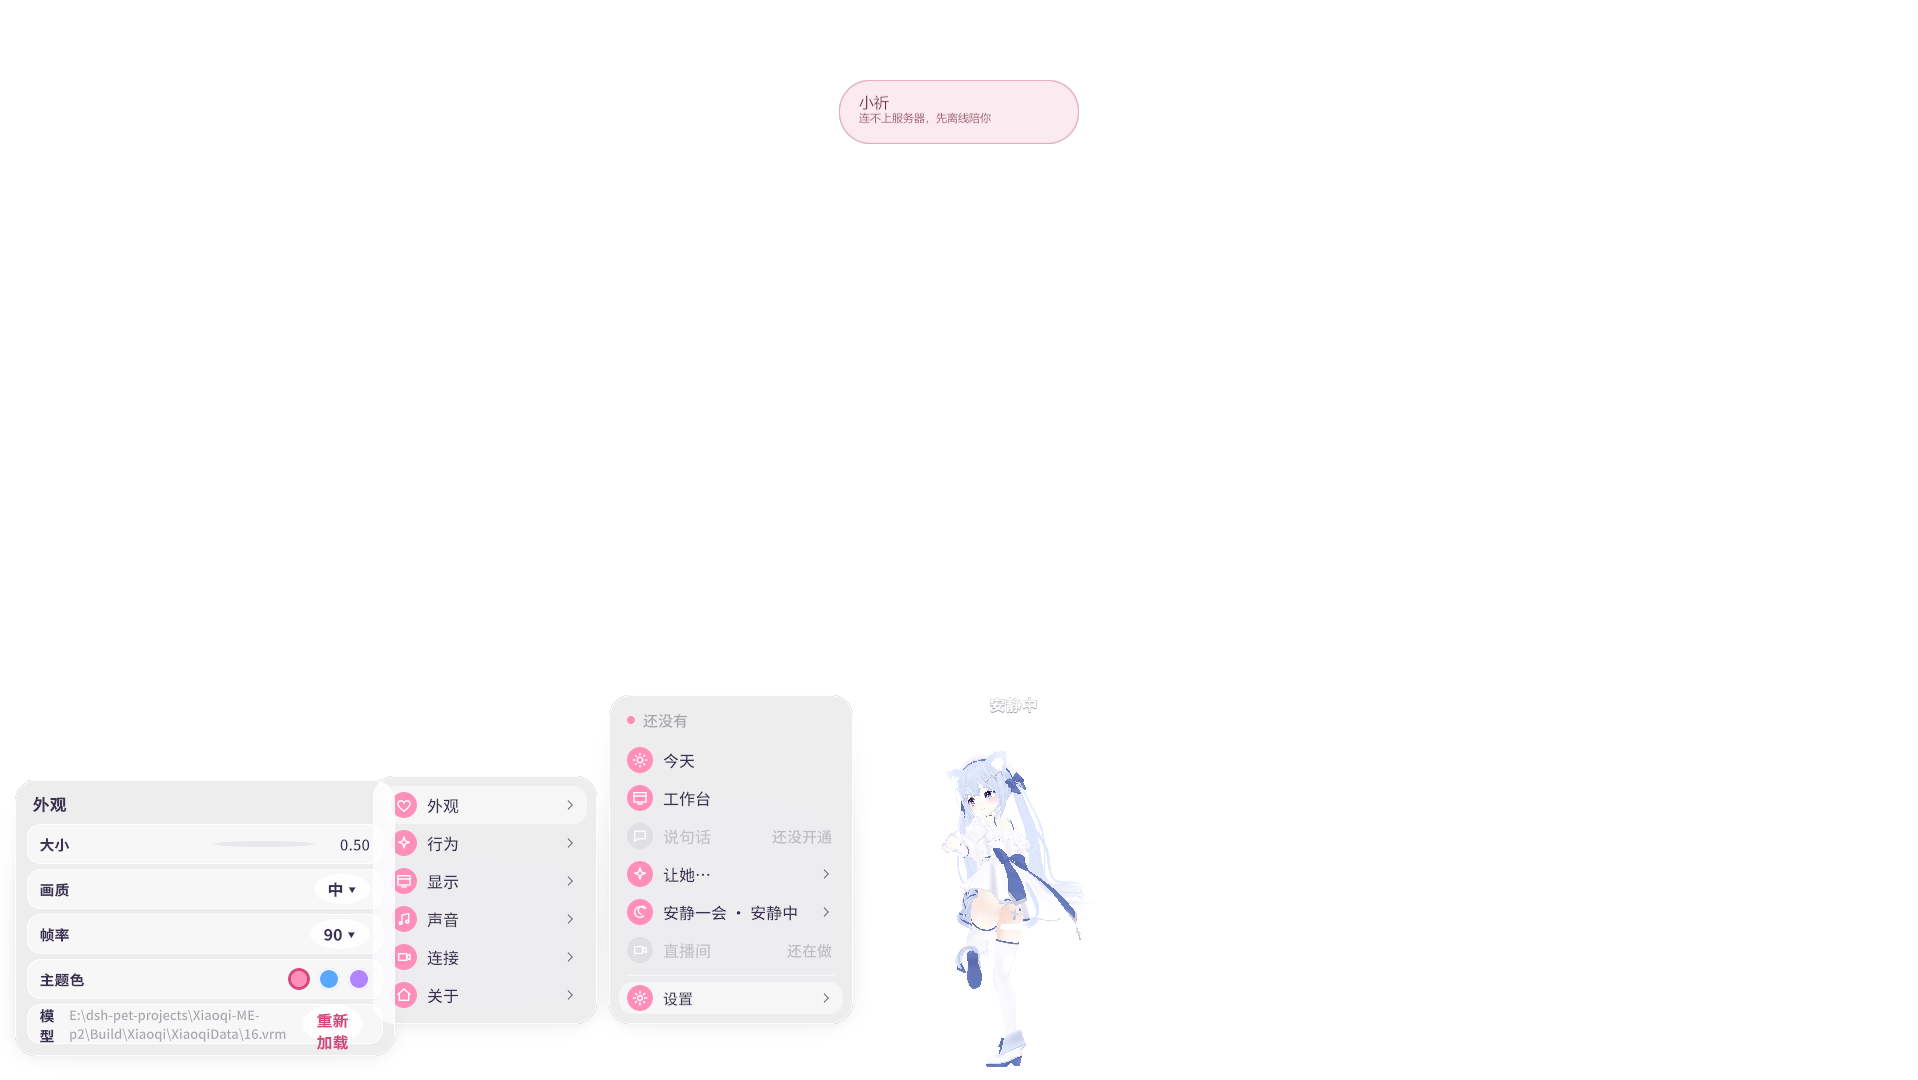 小祈
连不上服务器，先离线陪你
安静中
还没有
今天
工作台
说句话 还没开通
让她…
安静一会 · 安静中
直播间 还在做
设置
外观
行为
显示
声音
连接
关于
外观
大小 0.50
画质 中 ▾
帧率 90 ▾
主题色
模型 E:\dsh-pet-projects\Xiaoqi-ME-
p2\Build\Xiaoqi\XiaoqiData\16.vrm
重新
加载